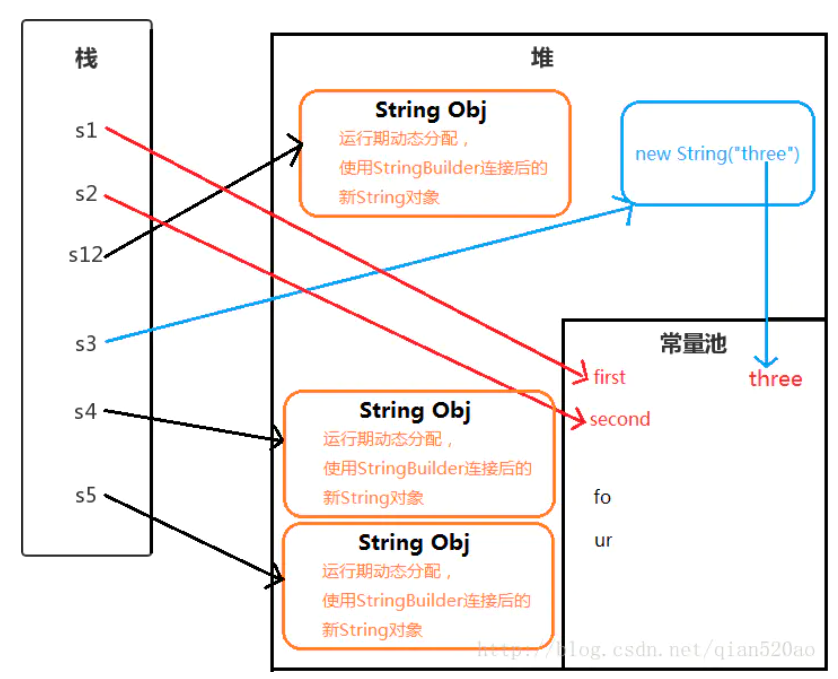 栈
s1
s2
s12
s3
s4
s5
堆
String Obj
运行期动态分配，
使用StringBuilder连接后的
新String对象
new String("three")
常量池
first
three
second
fo
ur
String Obj
运行期动态分配，
使用StringBuilder连接后的
新String对象
String Obj
运行期动态分配，
使用StringBuilder连接后的
新String对象
http://blog.csdn.net/qian520ao